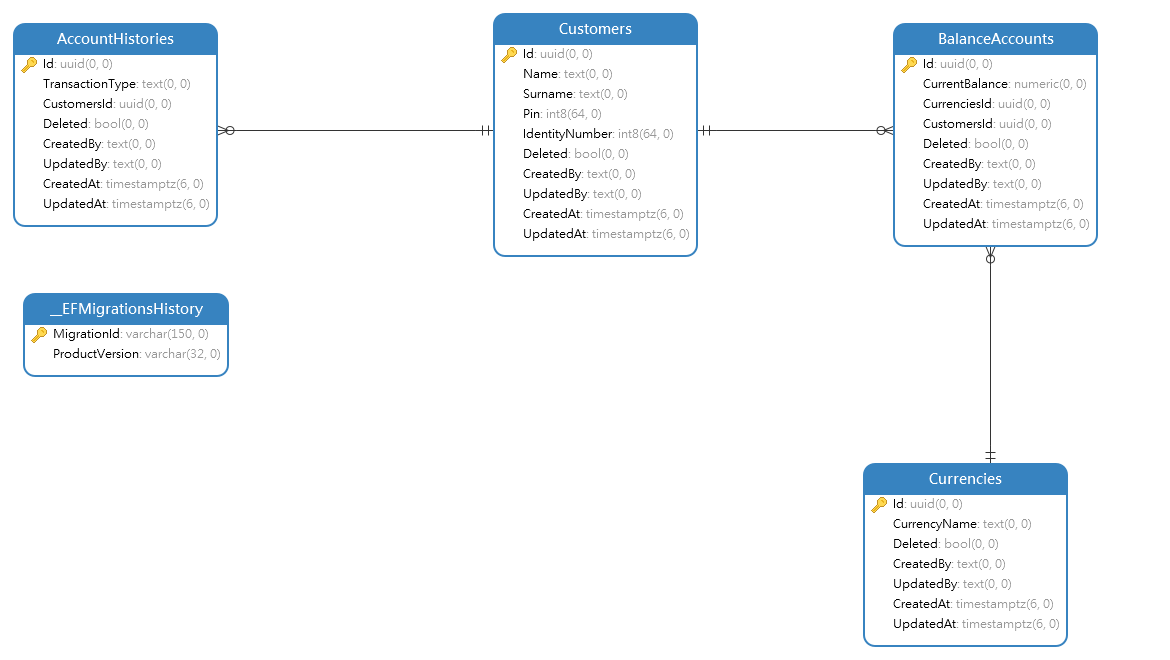 AccountHistories
Id: uuid(0, 0)
TransactionType: text(0, 0)
CustomersId: uuid(0, 0)
Deleted: bool(0, 0)
CreatedBy: text(0, 0)
UpdatedBy: text(0, 0)
CreatedAt: timestamptz(6, 0)
UpdatedAt: timestamptz(6, 0)
Customers
Id: uuid(0, 0)
Name: text(0, 0)
Surname: text(0, 0)
Pin: int8(64, 0)
IdentityNumber: int8(64, 0)
Deleted: bool(0, 0)
CreatedBy: text(0, 0)
UpdatedBy: text(0, 0)
CreatedAt: timestamptz(6, 0)
UpdatedAt: timestamptz(6, 0)
BalanceAccounts
Id: uuid(0, 0)
CurrentBalance: numeric(0, 0)
CurrenciesId: uuid(0, 0)
CustomersId: uuid(0, 0)
Deleted: bool(0, 0)
CreatedBy: text(0, 0)
UpdatedBy: text(0, 0)
CreatedAt: timestamptz(6, 0)
UpdatedAt: timestamptz(6, 0)
__EFMigrationsHistory
MigrationId: varchar(150, 0)
ProductVersion: varchar(32, 0)
Currencies
Id: uuid(0, 0)
CurrencyName: text(0, 0)
Deleted: bool(0, 0)
CreatedBy: text(0, 0)
UpdatedBy: text(0, 0)
CreatedAt: timestamptz(6, 0)
UpdatedAt: timestamptz(6, 0)